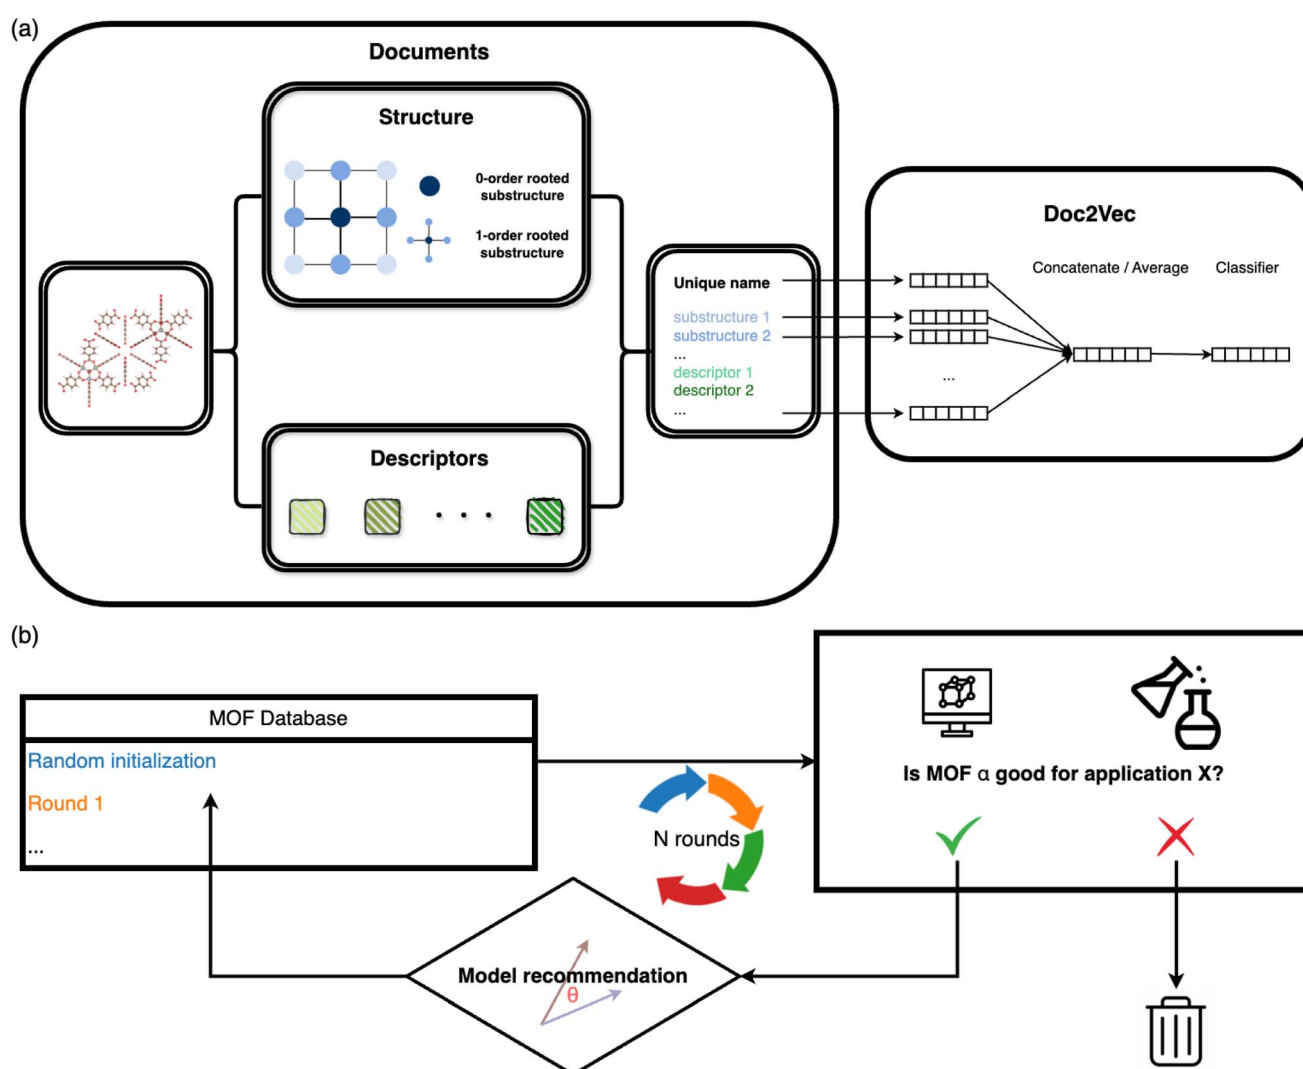 (a)
Documents
Structure
0-order rooted
substructure
1-order rooted
substructure
Descriptors
. . .
Unique name
substructure 1
substructure 2
...
descriptor 1
descriptor 2
...
Doc2Vec
Concatenate / Average
Classifier
...
(b)
MOF Database
Random initialization
Round 1
...
N rounds
Is MOF α good for application X?
Model recommendation
θ